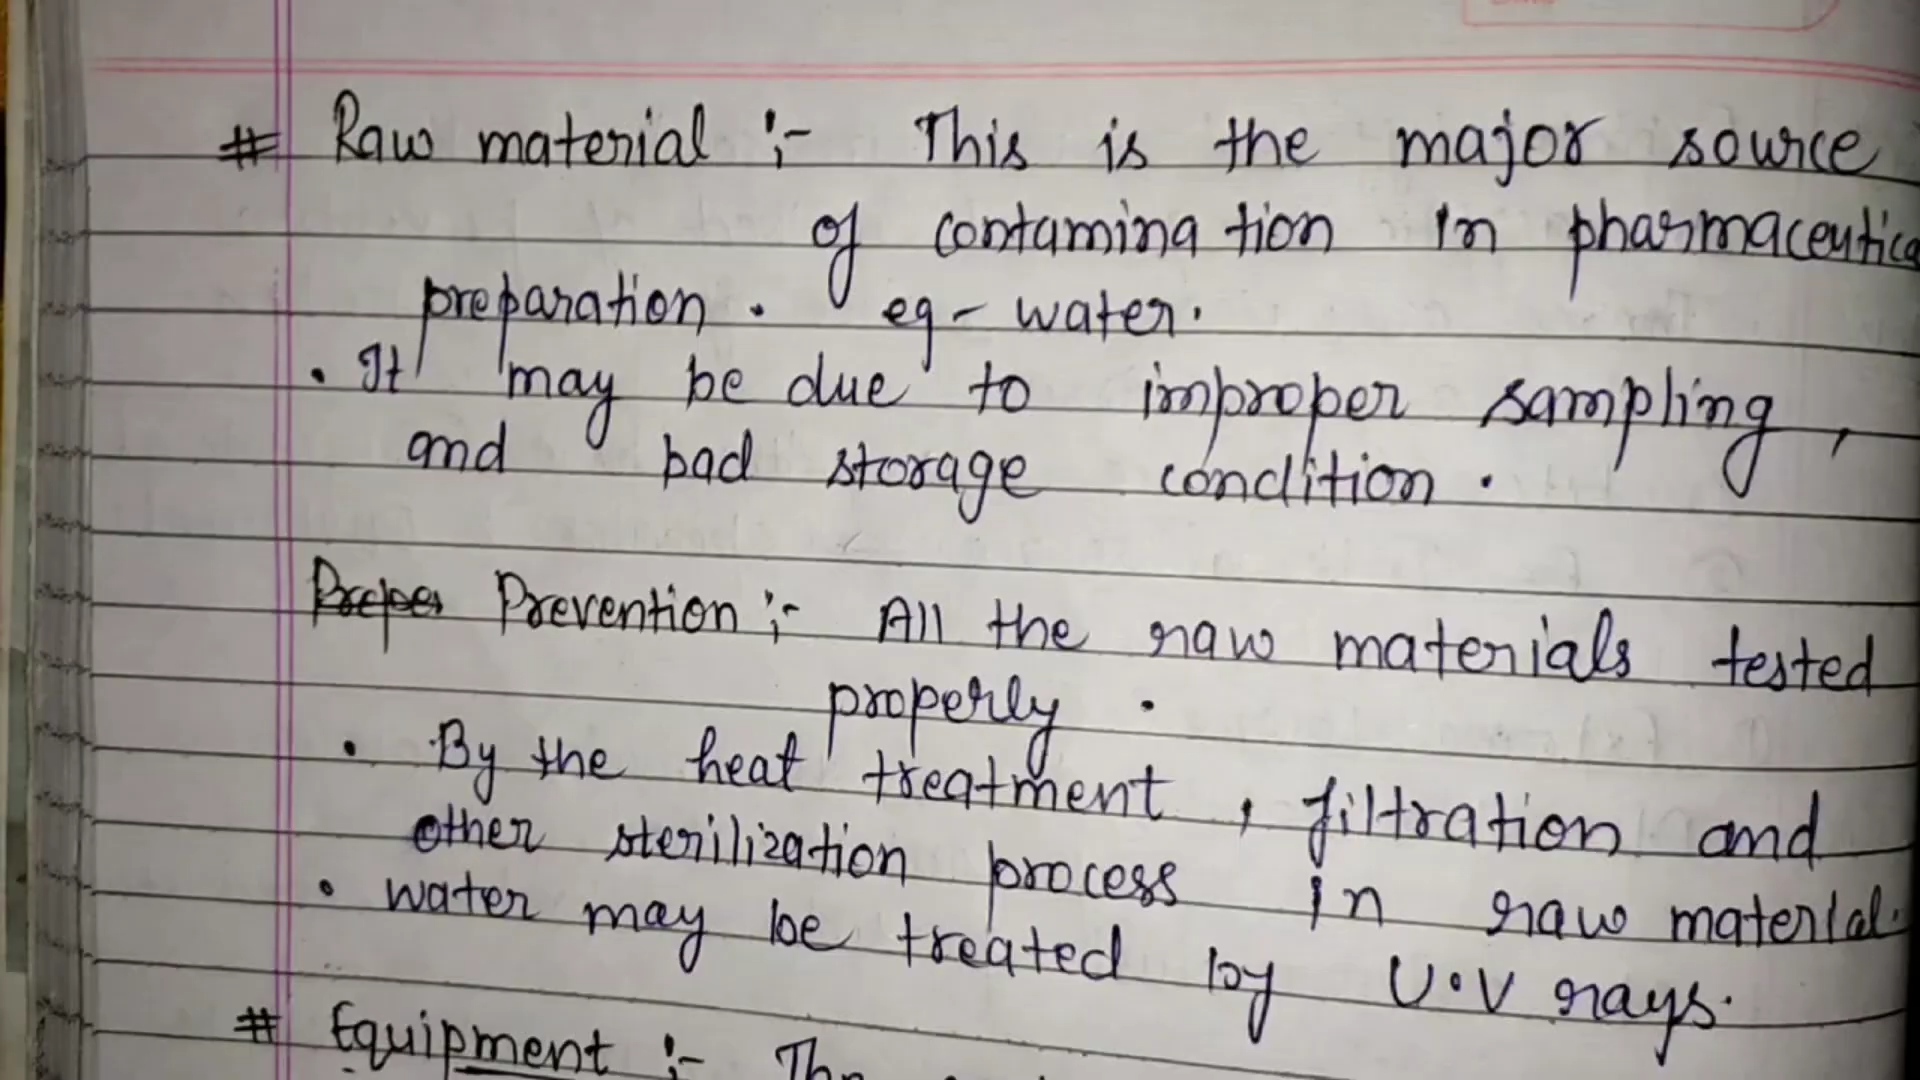 # Raw material :- This is the major source
of contamination in pharmaceutica
preparation. eg - water.
• It may be due to improper sampling,
and bad storage condition.
Proper Prevention :- All the raw materials tested
properly.
• By the heat treatment, filtration and
other sterilization process in raw material.
• water may be treated by U.V rays.
# Equipment :- The